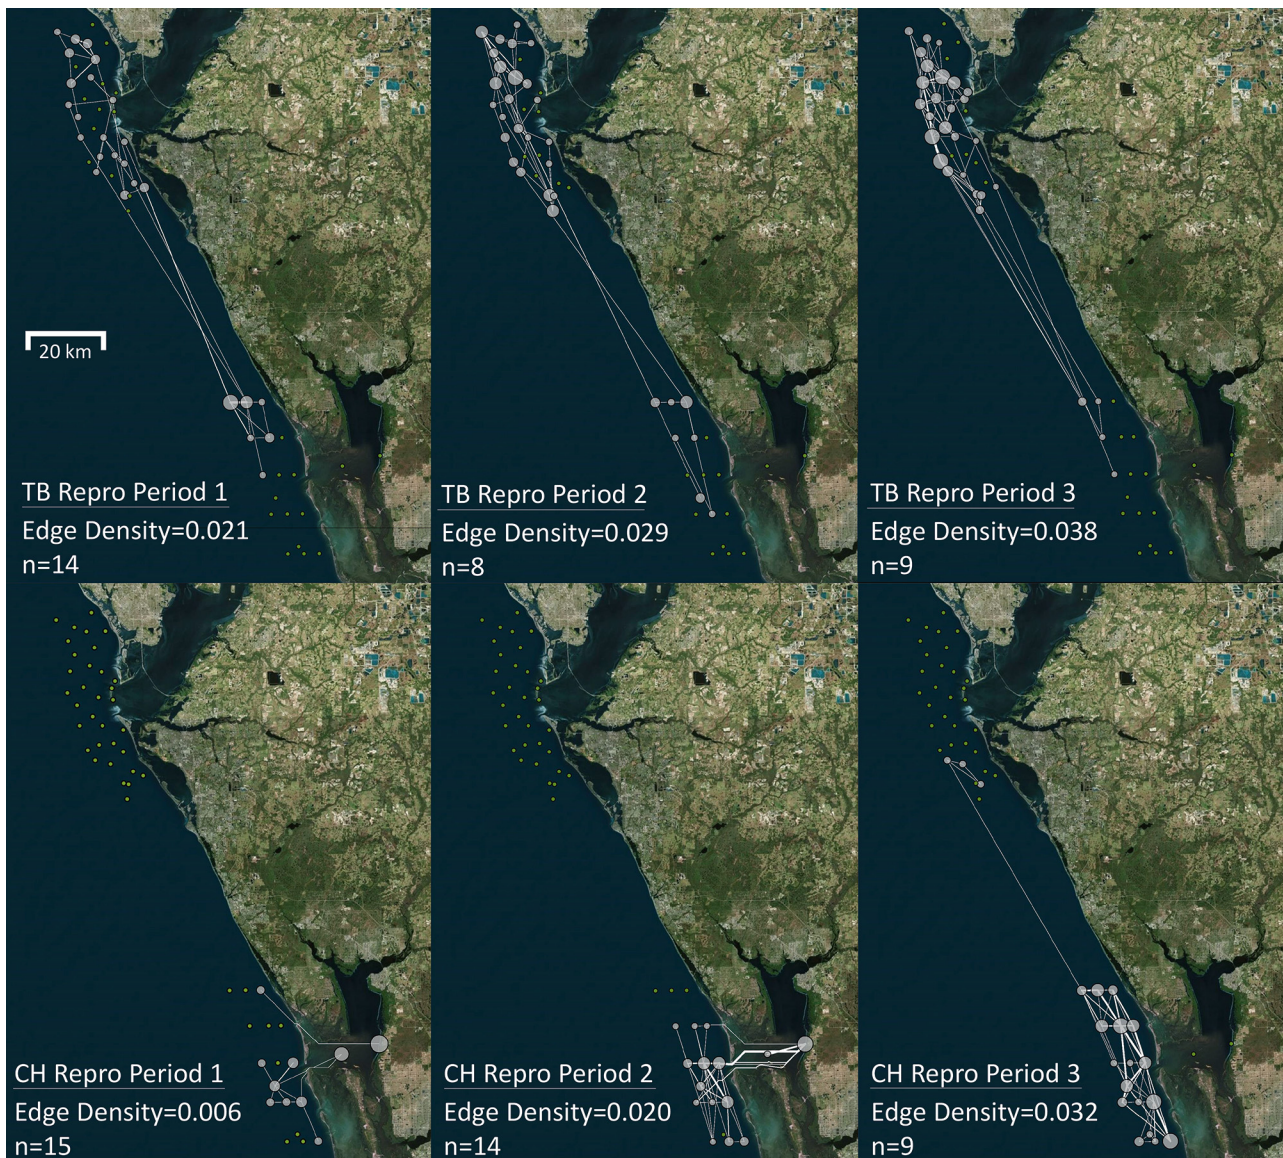 20 km
TB Repro Period 1
Edge Density=0.021
n=14
TB Repro Period 2
Edge Density=0.029
n=8
TB Repro Period 3
Edge Density=0.038
n=9
CH Repro Period 1
Edge Density=0.006
n=15
CH Repro Period 2
Edge Density=0.020
n=14
CH Repro Period 3
Edge Density=0.032
n=9